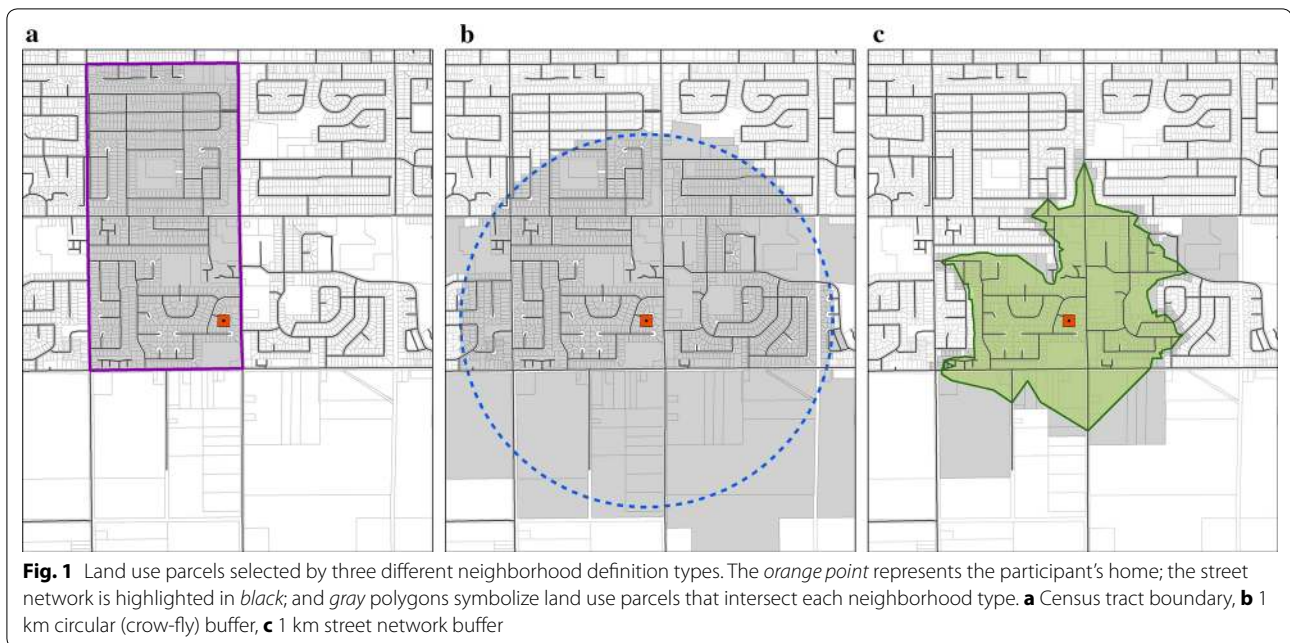 a
b
c
Fig. 1 Land use parcels selected by three different neighborhood definition types. The orange point represents the participant’s home; the street
network is highlighted in black; and gray polygons symbolize land use parcels that intersect each neighborhood type. a Census tract boundary, b 1
km circular (crow-fly) buffer, c 1 km street network buffer